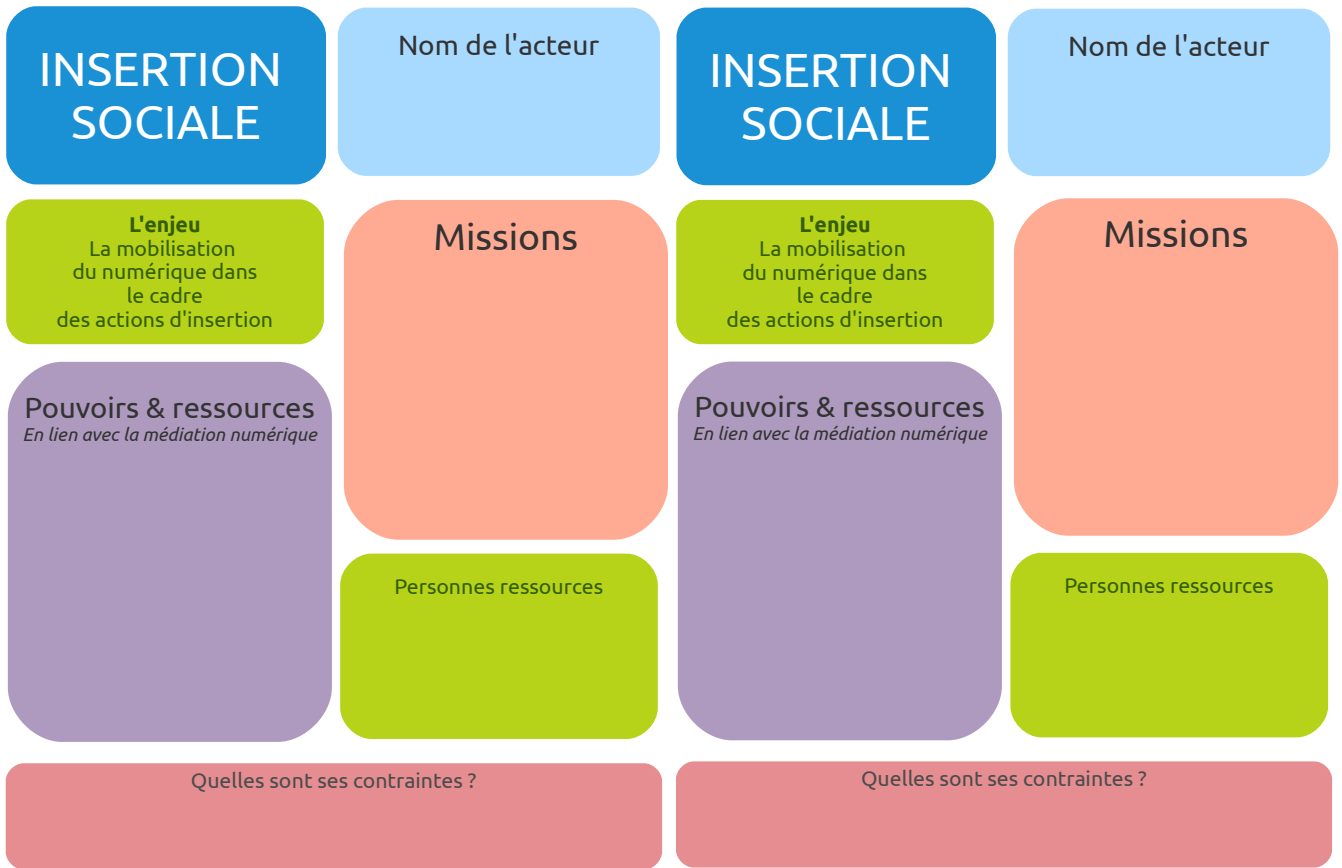 INSERTION
SOCIALE
Nom de l'acteur
L'enjeu
La mobilisation
du numérique dans
le cadre
des actions d'insertion
Missions
Pouvoirs & ressources
En lien avec la médiation numérique
Personnes ressources
Quelles sont ses contraintes ?
INSERTION
SOCIALE
Nom de l'acteur
L'enjeu
La mobilisation
du numérique dans
le cadre
des actions d'insertion
Missions
Pouvoirs & ressources
En lien avec la médiation numérique
Personnes ressources
Quelles sont ses contraintes ?